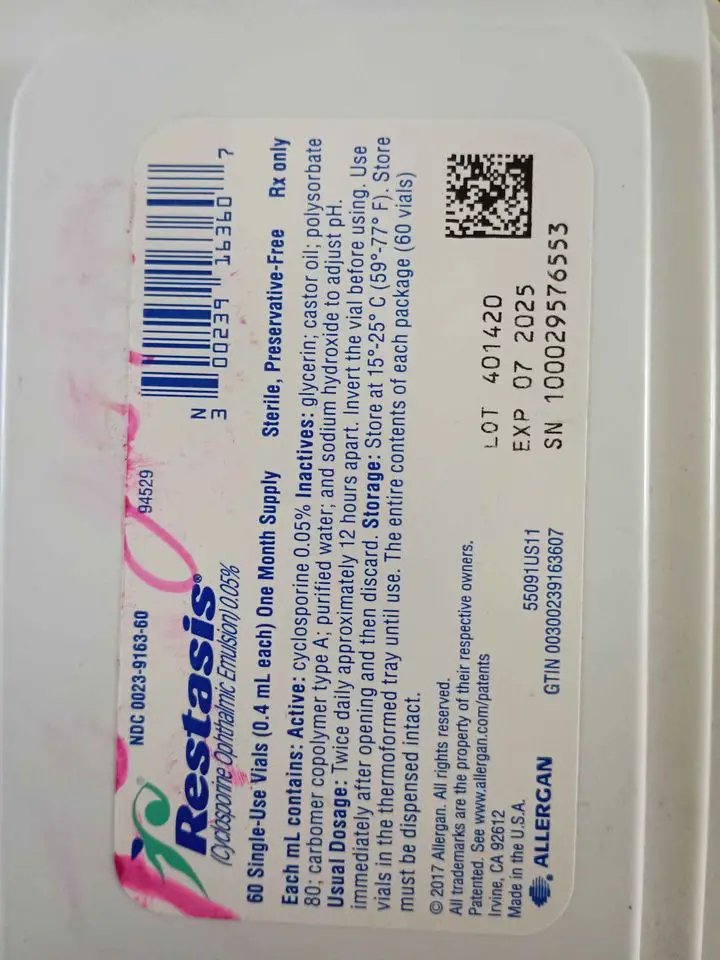 NDC 0023-9163-60
94529
N
3 00239 16360 7
Restasis®
(Cyclosporine Ophthalmic Emulsion) 0.05%
60 Single-Use Vials (0.4 mL each) One Month Supply Sterile, Preservative-Free Rx only
Each mL contains: Active: cyclosporine 0.05% Inactives: glycerin; castor oil; polysorbate
80; carbomer copolymer type A; purified water; and sodium hydroxide to adjust pH.
Usual Dosage: Twice daily approximately 12 hours apart. Invert the vial before using. Use
immediately after opening and then discard. Storage: Store at 15°-25° C (59°-77° F). Store
vials in the thermoformed tray until use. The entire contents of each package (60 vials)
must be dispensed intact.
© 2017 Allergan. All rights reserved.
All trademarks are the property of their respective owners.
Patented. See www.allergan.com/patents
Irvine, CA 92612
Made in the U.S.A.
ALLERGAN
55091US11
GTIN 00300239163607
LOT 401420
EXP 07 2025
SN 100029576553